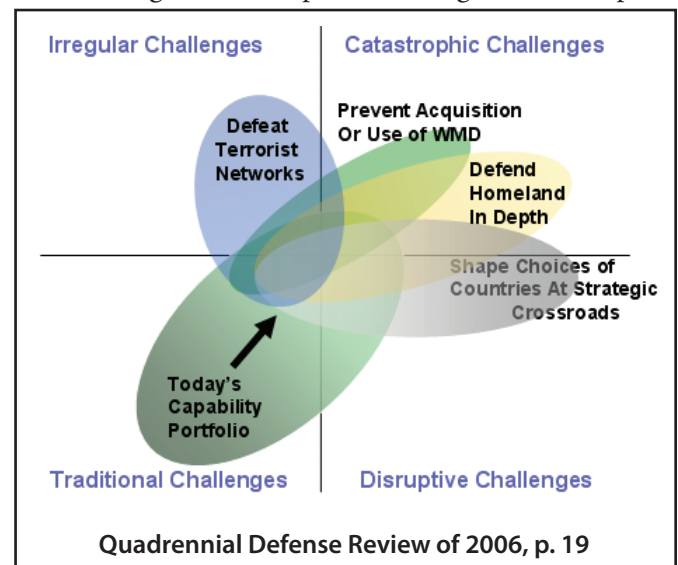 Irregular Challenges
Catastrophic Challenges
Defeat
Terrorist
Networks
Prevent Acquisition
Or Use of WMD
Defend
Homeland
In Depth
Shape Choices of
Countries At Strategic
Crossroads
Today's
Capability
Portfolio
Traditional Challenges
Disruptive Challenges
Quadrennial Defense Review of 2006, p. 19